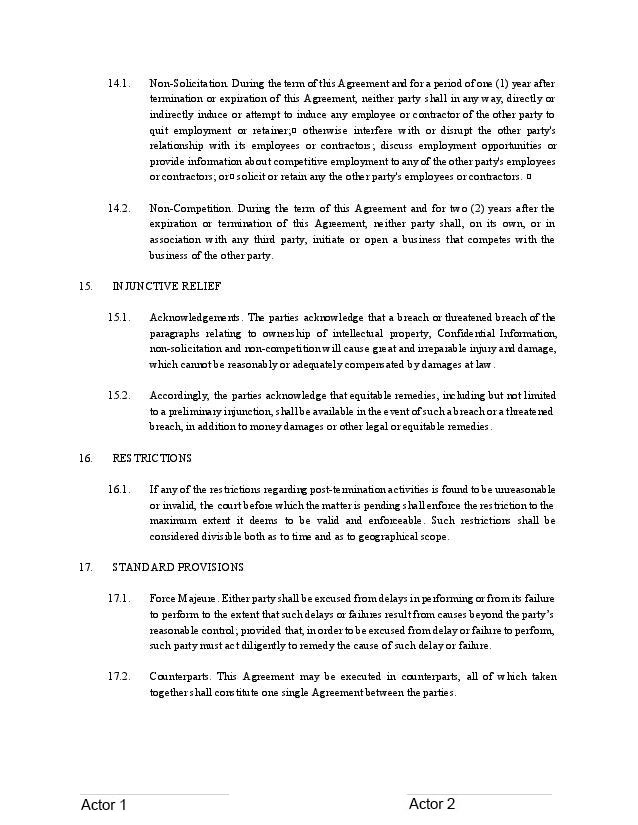 14.1. Non-Solicitation. During the term of this Agreement and for a period of one (1) year after
termination or expiration of this Agreement, neither party shall in any way, directly or
indirectly induce or attempt to induce any employee or contractor of the other party to
quit employment or retainer;¤ otherwise interfere with or disrupt the other party's
relationship with its employees or contractors; discuss employment opportunities or
provide information about competitive employment to any of the other party's employees
or contractors; or¤ solicit or retain any the other party's employees or contractors. ¤
14.2. Non-Competition. During the term of this Agreement and for two (2) years after the
expiration or termination of this Agreement, neither party shall, on its own, or in
association with any third party, initiate or open a business that competes with the
business of the other party.
15. INJUNCTIVE RELIEF
15.1. Acknowledgements. The parties acknowledge that a breach or threatened breach of the
paragraphs relating to ownership of intellectual property, Confidential Information,
non-solicitation and non-competition will cause great and irreparable injury and damage,
which cannot be reasonably or adequately compensated by damages at law.
15.2. Accordingly, the parties acknowledge that equitable remedies, including but not limited
to a preliminary injunction, shall be available in the event of such a breach or a threatened
breach, in addition to money damages or other legal or equitable remedies.
16. RESTRICTIONS
16.1. If any of the restrictions regarding post-termination activities is found to be unreasonable
or invalid, the court before which the matter is pending shall enforce the restriction to the
maximum extent it deems to be valid and enforceable. Such restrictions shall be
considered divisible both as to time and as to geographical scope.
17. STANDARD PROVISIONS
17.1. Force Majeure. Either party shall be excused from delays in performing or from its failure
to perform to the extent that such delays or failures result from causes beyond the party’s
reasonable control; provided that, in order to be excused from delay or failure to perform,
such party must act diligently to remedy the cause of such delay or failure.
17.2. Counterparts. This Agreement may be executed in counterparts, all of which taken
together shall constitute one single Agreement between the parties.
Actor 1 Actor 2